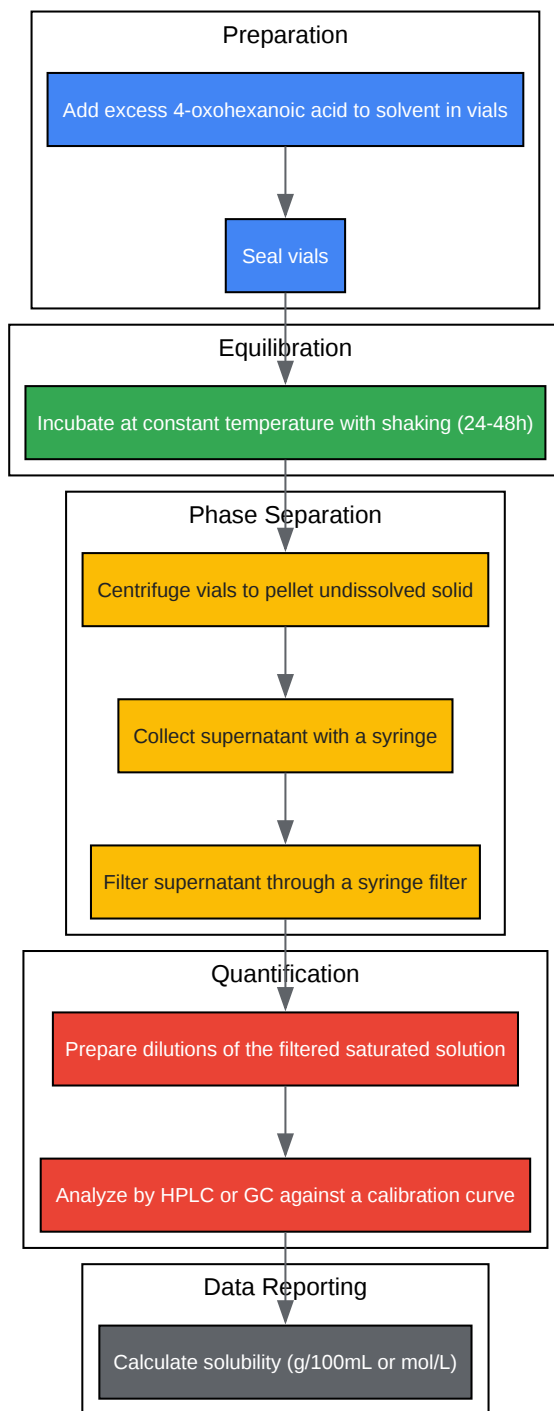 Preparation
Add excess 4-oxohexanoic acid to solvent in vials
Seal vials
Equilibration
Incubate at constant temperature with shaking (24-48h)
Phase Separation
Centrifuge vials to pellet undissolved solid
Collect supernatant with a syringe
Filter supernatant through a syringe filter
Quantification
Prepare dilutions of the filtered saturated solution
Analyze by HPLC or GC against a calibration curve
Data Reporting
Calculate solubility (g/100mL or mol/L)